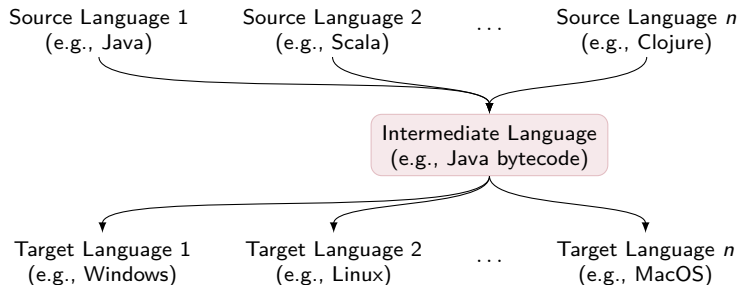 Source Language 1
(e.g., Java)
Source Language 2
(e.g., Scala)
...
Source Language n
(e.g., Clojure)
Intermediate Language
(e.g., Java bytecode)
Target Language 1
(e.g., Windows)
Target Language 2
(e.g., Linux)
...
Target Language n
(e.g., MacOS)